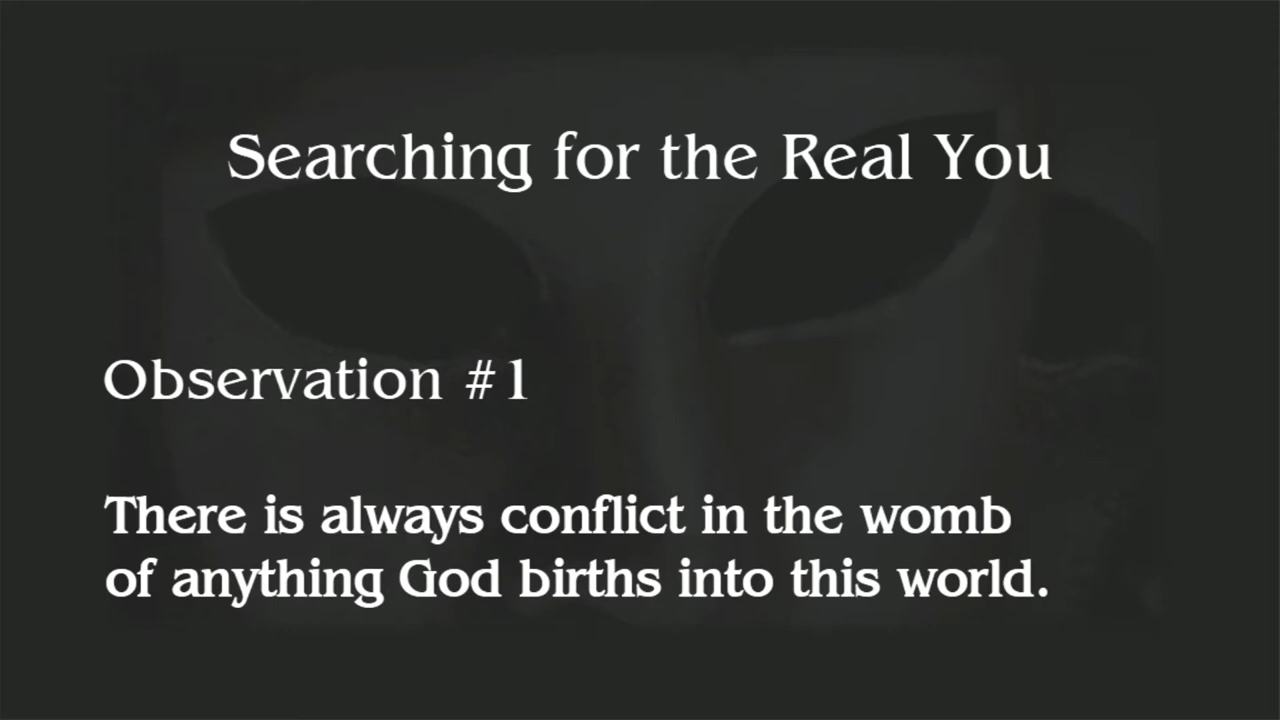 Searching for the Real You
Observation #1
There is always conflict in the womb
of anything God births into this world.